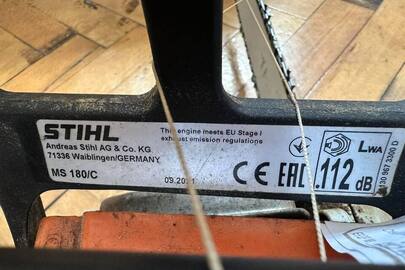 STIHL
Andreas Stihl AG & Co. KG
71336 Waiblingen/GERMANY
MS 180/C
This engine meets EU Stage I
exhaust emission regulations
CE EAC
LWA
112 dB